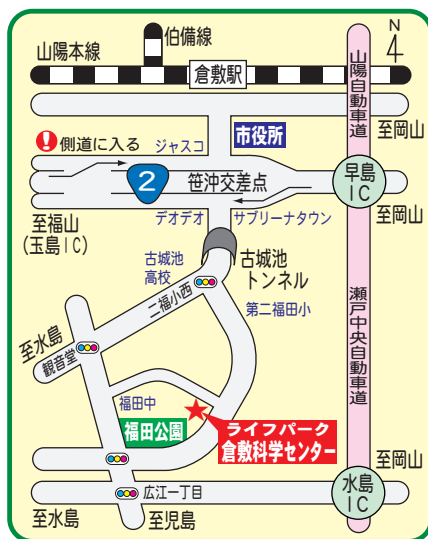 伯備線
山陽本線
N
4
倉敷駅
山陽自動車道
至岡山
側道に入る
ジャスコ
市役所
2
笹沖交差点
早島
IC
至福山
(玉島IC)
デオデオ
サブリーナタウン
至岡山
古城池
高校
古城池
トンネル
二福小西
第二福田小
至水島
観音堂
瀬戸中央自動車道
福田中
福田公園
ライフパーク
倉敷科学センター
至岡山
広江一丁目
水島
IC
至水島
至児島